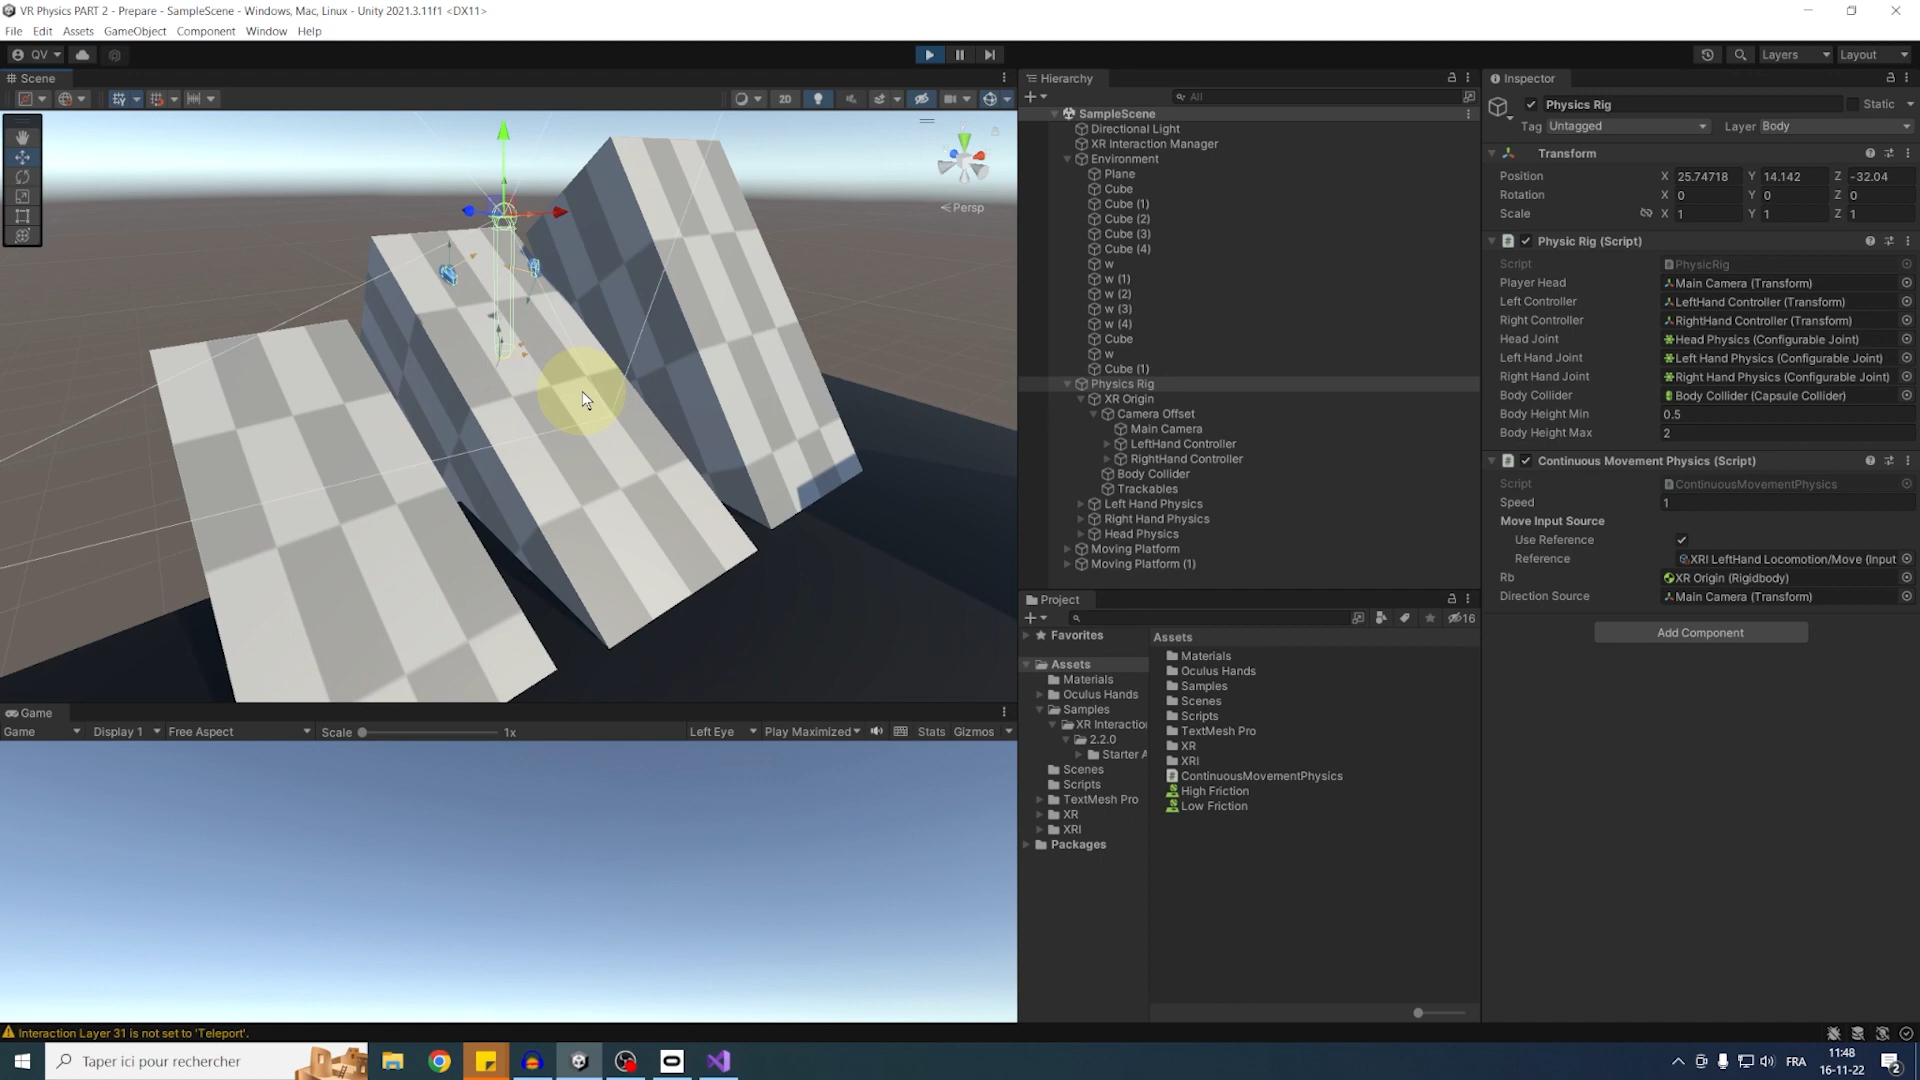 VR Physics PART 2 - Prepare - SampleScene - Windows, Mac, Linux - Unity 2021.3.11f1 <DX11>
File Edit Assets GameObject Component Window Help
QV
Layers
Layout
Scene
2D
Persp
Hierarchy
All
SampleScene
Directional Light
XR Interaction Manager
Environment
Plane
Cube
Cube (1)
Cube (2)
Cube (3)
Cube (4)
w
w (1)
w (2)
w (3)
w (4)
Cube
w
Cube (1)
Physics Rig
XR Origin
Camera Offset
Main Camera
LeftHand Controller
RightHand Controller
Body Collider
Trackables
Left Hand Physics
Right Hand Physics
Head Physics
Moving Platform
Moving Platform (1)
Inspector
Physics Rig
Static
Tag Untagged Layer Body
Transform
Position X 25.74718 Y 14.142 Z -32.04
Rotation X 0 Y 0 Z 0
Scale X 1 Y 1 Z 1
Physic Rig (Script)
Script PhysicRig
Player Head Main Camera (Transform)
Left Controller LeftHand Controller (Transform)
Right Controller RightHand Controller (Transform)
Head Joint Head Physics (Configurable Joint)
Left Hand Joint Left Hand Physics (Configurable Joint)
Right Hand Joint Right Hand Physics (Configurable Joint)
Body Collider Body Collider (Capsule Collider)
Body Height Min 0.5
Body Height Max 2
Continuous Movement Physics (Script)
Script ContinuousMovementPhysics
Speed 1
Move Input Source
Use Reference
Reference XRI LeftHand Locomotion/Move (Input
Rb XR Origin (Rigidbody)
Direction Source Main Camera (Transform)
Add Component
Project
16
Favorites
Assets
Materials
Oculus Hands
Samples
XR Interaction
2.2.0
Starter A
Scenes
Scripts
TextMesh Pro
XR
XRI
Packages
Assets
Materials
Oculus Hands
Samples
Scenes
Scripts
TextMesh Pro
XR
XRI
ContinuousMovementPhysics
High Friction
Low Friction
Game
Game Display 1 Free Aspect Scale 1x Left Eye Play Maximized Stats Gizmos
Interaction Layer 31 is not set to 'Teleport'.
Taper ici pour rechercher
FRA
11:48
16-11-22
2